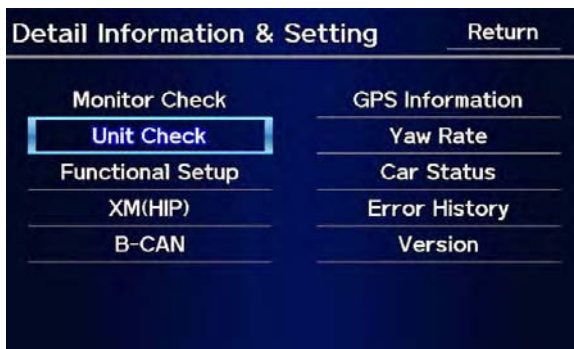 Detail Information & Setting
Return
Monitor Check
GPS Information
Unit Check
Yaw Rate
Functional Setup
Car Status
XM(HIP)
Error History
B-CAN
Version